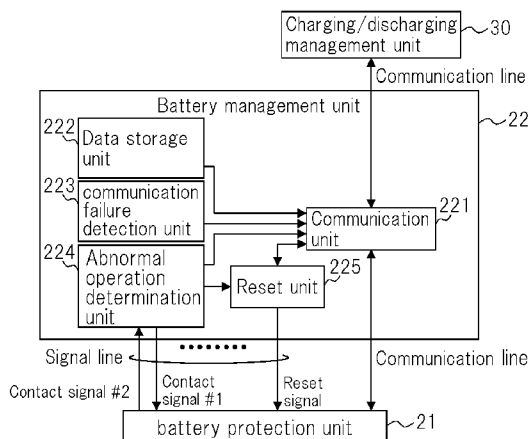 Charging/discharging
management unit
30
Communication line
Battery management unit
22
222
Data storage
unit
223
communication
failure
detection unit
224
Abnormal
operation
determination
unit
Communication
unit
221
225
Reset unit
Signal line
Communication line
Contact signal #2
Contact
signal #1
Reset
signal
battery protection unit
21